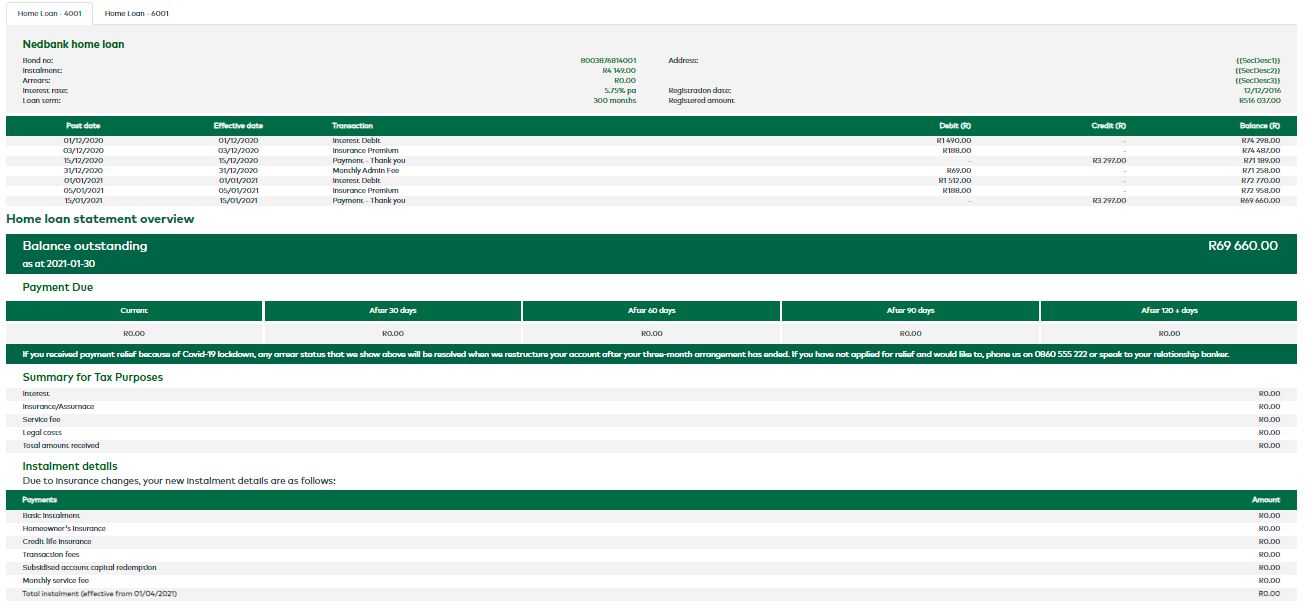 Home Loan - 4001 Home Loan - 6001
Nedbank home loan
Bond no: 8003876814001 Address: {{SecDesc1}}
Instalment: R4 149.00 {{SecDesc2}}
Arrears: R0.00 {{SecDesc3}}
Interest rate: 5.75% pa Registration date: 12/12/2016
Loan term: 300 months Registered amount R516 037.00
Post date Effective date Transaction Debit (R) Credit (R) Balance (R)
01/12/2020 01/12/2020 Interest Debit R1 490.00 - R74 298.00
03/12/2020 03/12/2020 Insurance Premium R188.00 - R74 487.00
15/12/2020 15/12/2020 Payment - Thank you - R3 297.00 R71 189.00
31/12/2020 31/12/2020 Monthly Admin Fee R69.00 - R71 258.00
01/01/2021 01/01/2021 Interest Debit R1 512.00 - R72 770.00
05/01/2021 05/01/2021 Insurance Premium R188.00 - R72 958.00
15/01/2021 15/01/2021 Payment - Thank you - R3 297.00 R69 660.00
Home loan statement overview
Balance outstanding R69 660.00
as at 2021-01-30
Payment Due
Current After 30 days After 60 days After 90 days After 120 + days
R0.00 R0.00 R0.00 R0.00 R0.00
If you received payment relief because of Covid-19 lockdown, any arrear status that we show above will be resolved when we restructure your account after your three-month arrangement has ended. If you have not applied for relief and would like to, phone us on 0860 555 222 or speak to your relationship banker.
Summary for Tax Purposes
Interest R0.00
Insurance/Assurnace R0.00
Service fee R0.00
Legal costs R0.00
Total amount received R0.00
Instalment details
Due to insurance changes, your new instalment details are as follows:
Payments Amount
Basic Instalment R0.00
Homeowner's Insurance R0.00
Credit life Insurance R0.00
Transaction fees R0.00
Subsidised account capital redemption R0.00
Monthly service fee R0.00
Total instalment (effective from 01/04/2021) R0.00